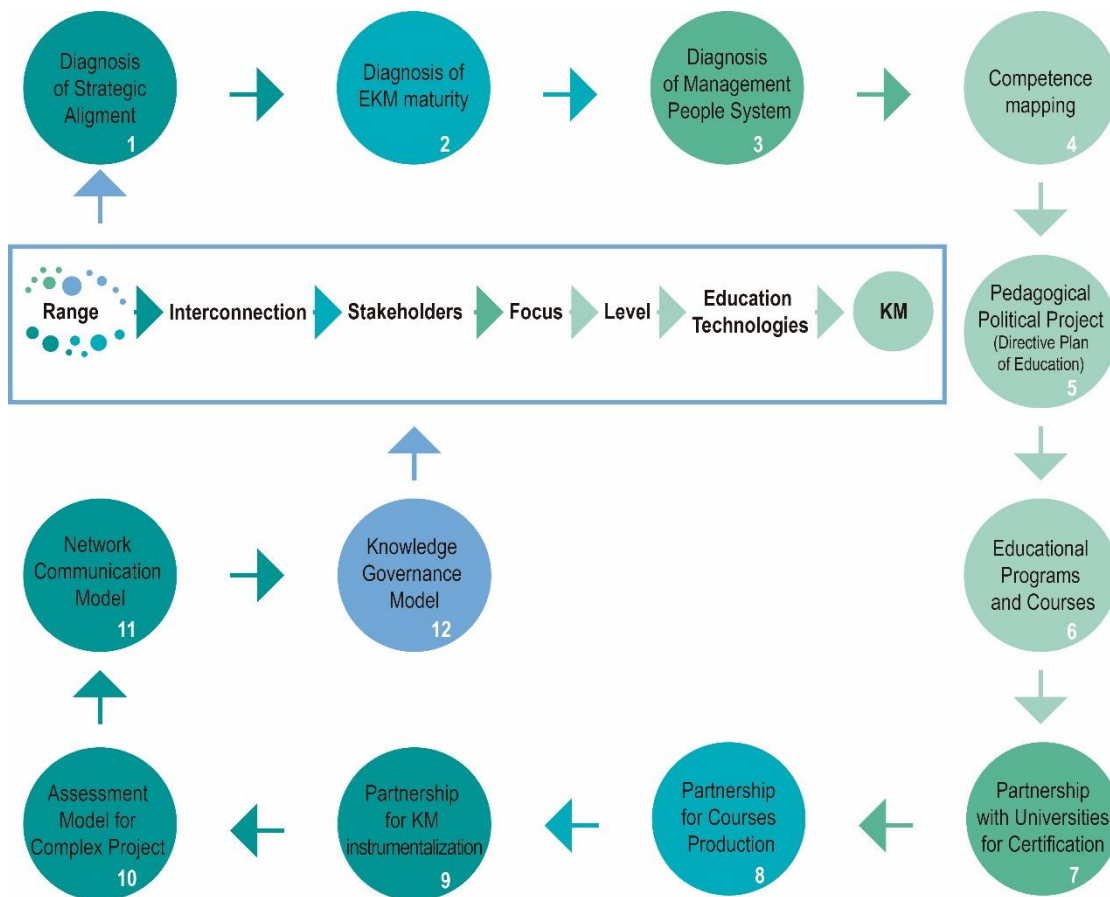 Diagnosis
of Strategic
Aligment
1
Diagnosis of
EKM maturity
2
Diagnosis
of Management
People System
3
Competence
mapping
4
Range
Interconnection
Stakeholders
Focus
Level
Education
Technologies
KM
Pedagogical
Political Project
(Directive Plan
of Education)
5
Educational
Programs
and Courses
6
Partnership
with Universities
for Certification
7
Partnership
for Courses
Production
8
Partnership
for KM
instrumentalization
9
Assessment
Model for
Complex Project
10
Network
Communication
Model
11
Knowledge
Governance
Model
12